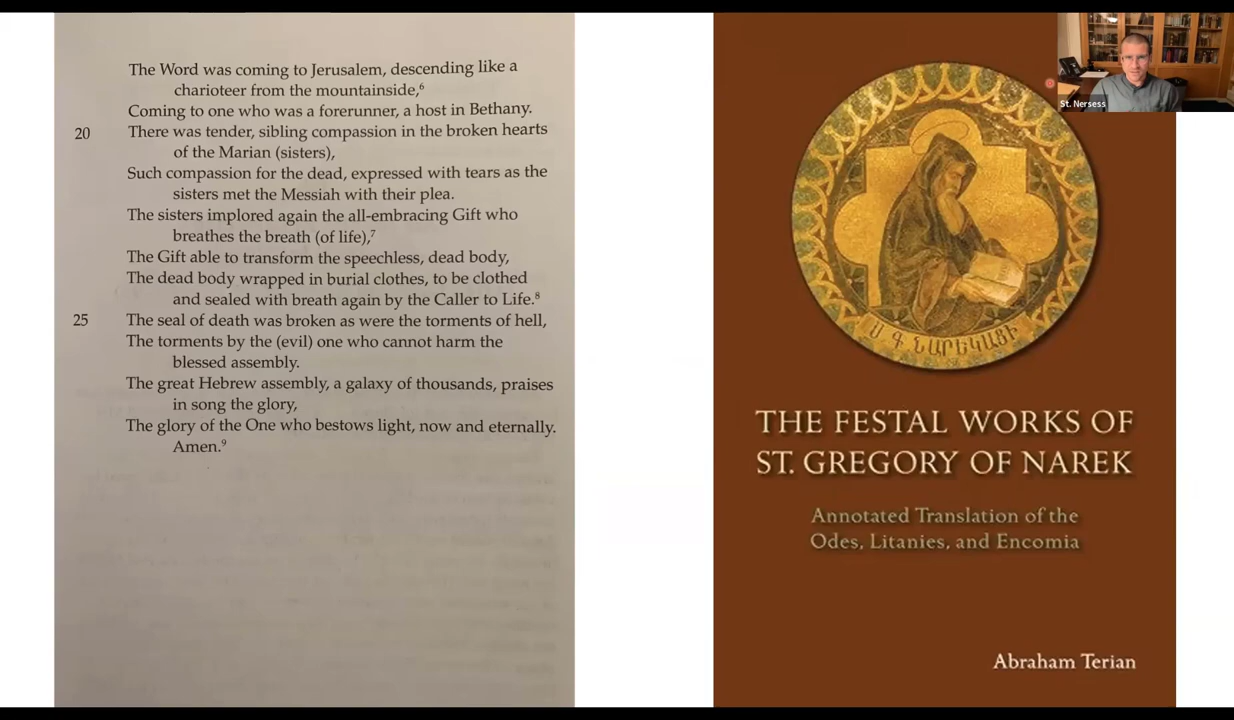 The Word was coming to Jerusalem, descending like a
charioteer from the mountainside,⁶
Coming to one who was a forerunner, a host in Bethany.
20 There was tender, sibling compassion in the broken hearts
of the Marian (sisters),
Such compassion for the dead, expressed with tears as the
sisters met the Messiah with their plea.
The sisters implored again the all-embracing Gift who
breathes the breath (of life),⁷
The Gift able to transform the speechless, dead body,
The dead body wrapped in burial clothes, to be clothed
and sealed with breath again by the Caller to Life.⁸
25 The seal of death was broken as were the torments of hell,
The torments by the (evil) one who cannot harm the
blessed assembly.
The great Hebrew assembly, a galaxy of thousands, praises
in song the glory,
The glory of the One who bestows light, now and eternally.
Amen.⁹
Ս Գ ՆԱՐԵԿԱՑԻ
THE FESTAL WORKS OF
ST. GREGORY OF NAREK
Annotated Translation of the
Odes, Litanies, and Encomia
Abraham Terian
St. Nersess